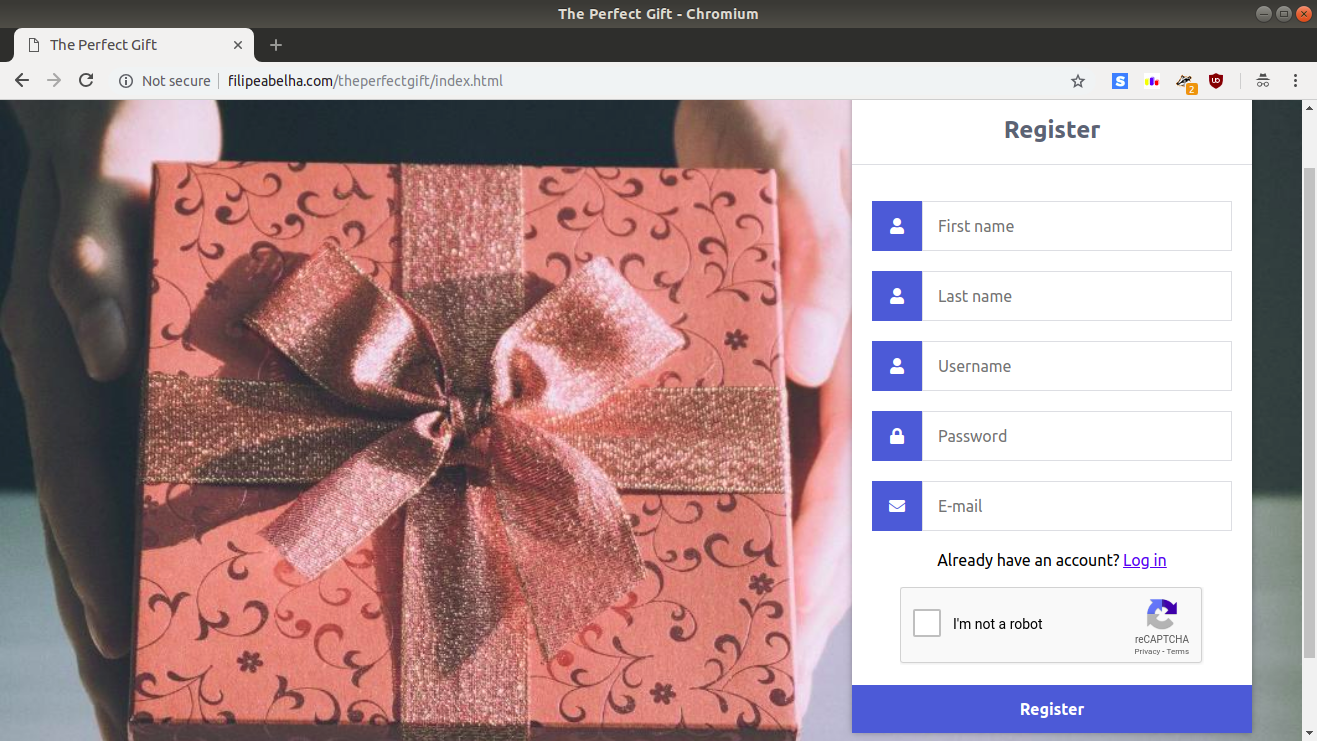 The Perfect Gift - Chromium
The Perfect Gift
Not secure
filipeabelha.com/theperfectgift/index.html
2
Register
First name
Last name
Username
Password
E-mail
Already have an account? Log in
I'm not a robot
reCAPTCHA
Privacy - Terms
Register